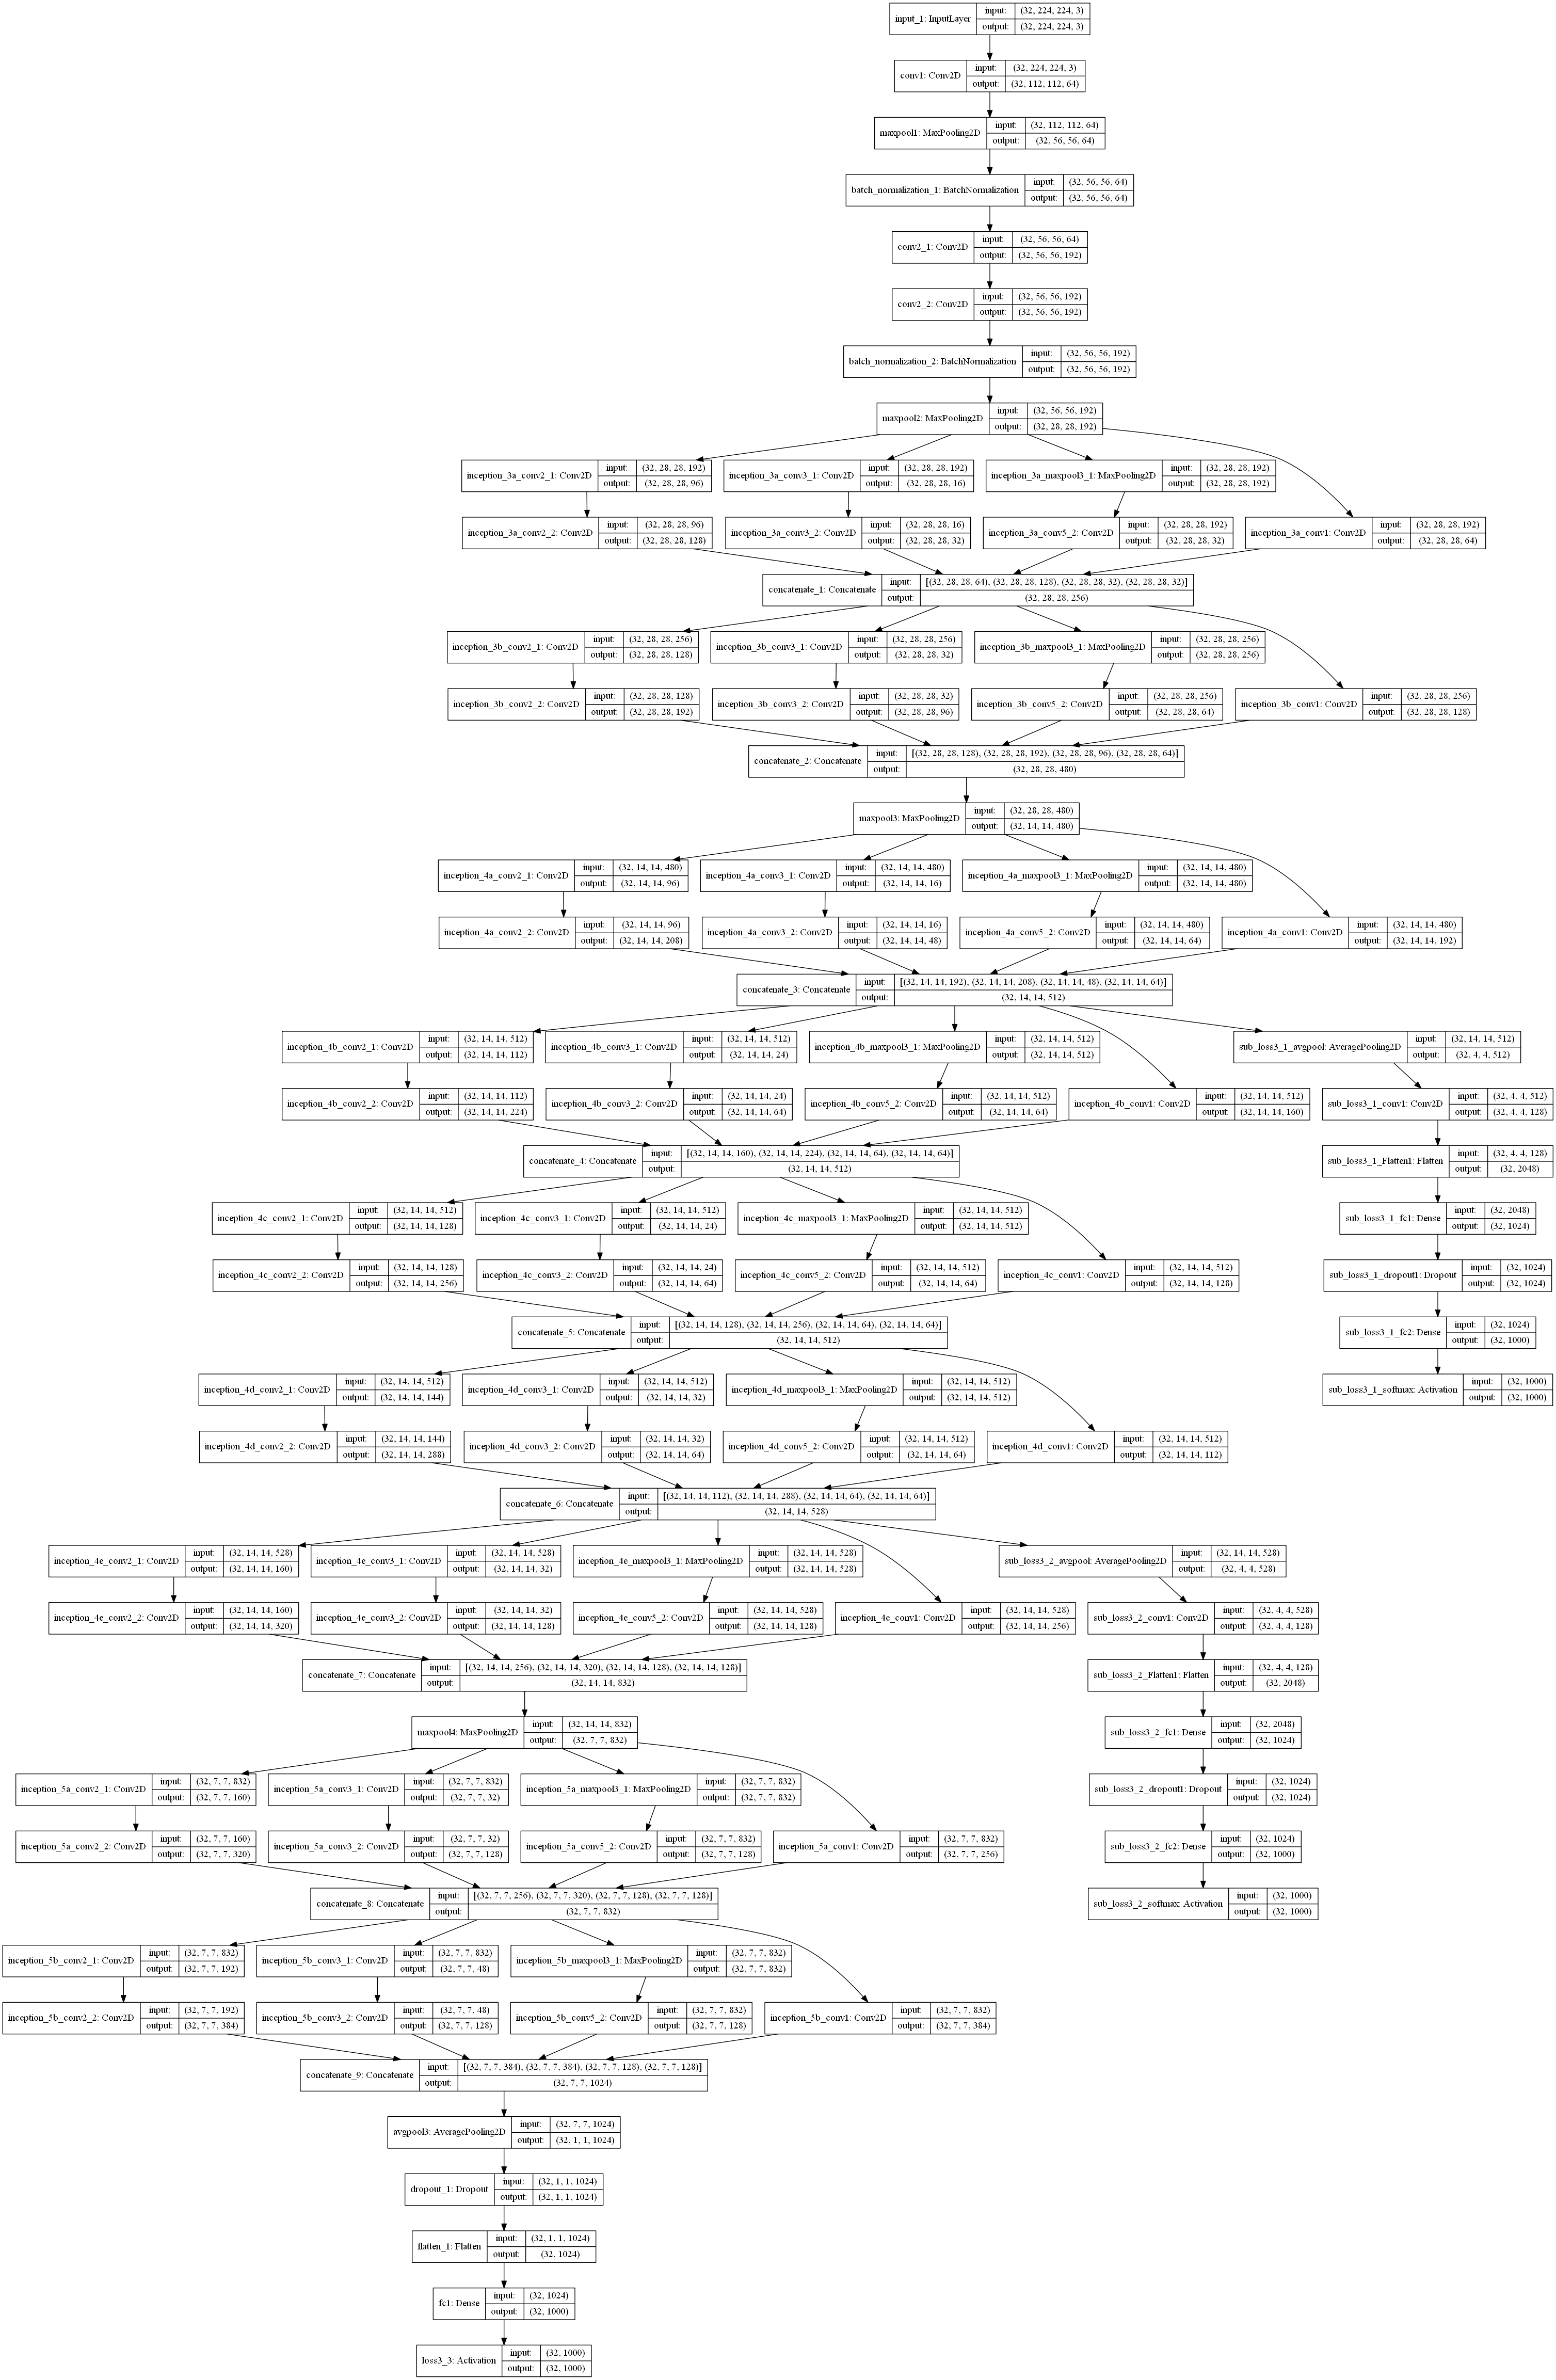 input_1: InputLayer
input: (32, 224, 224, 3)
output: (32, 224, 224, 3)
conv1: Conv2D
input: (32, 224, 224, 3)
output: (32, 112, 112, 64)
maxpool1: MaxPooling2D
input: (32, 112, 112, 64)
output: (32, 56, 56, 64)
batch_normalization_1: BatchNormalization
input: (32, 56, 56, 64)
output: (32, 56, 56, 64)
conv2_1: Conv2D
input: (32, 56, 56, 64)
output: (32, 56, 56, 192)
conv2_2: Conv2D
input: (32, 56, 56, 192)
output: (32, 56, 56, 192)
batch_normalization_2: BatchNormalization
input: (32, 56, 56, 192)
output: (32, 56, 56, 192)
maxpool2: MaxPooling2D
input: (32, 56, 56, 192)
output: (32, 28, 28, 192)
inception_3a_conv2_1: Conv2D
input: (32, 28, 28, 192)
output: (32, 28, 28, 96)
inception_3a_conv3_1: Conv2D
input: (32, 28, 28, 192)
output: (32, 28, 28, 16)
inception_3a_maxpool3_1: MaxPooling2D
input: (32, 28, 28, 192)
output: (32, 28, 28, 192)
inception_3a_conv2_2: Conv2D
input: (32, 28, 28, 96)
output: (32, 28, 28, 128)
inception_3a_conv3_2: Conv2D
input: (32, 28, 28, 16)
output: (32, 28, 28, 32)
inception_3a_conv5_2: Conv2D
input: (32, 28, 28, 192)
output: (32, 28, 28, 32)
inception_3a_conv1: Conv2D
input: (32, 28, 28, 192)
output: (32, 28, 28, 64)
concatenate_1: Concatenate
input: [(32, 28, 28, 64), (32, 28, 28, 128), (32, 28, 28, 32), (32, 28, 28, 32)]
output: (32, 28, 28, 256)
inception_3b_conv2_1: Conv2D
input: (32, 28, 28, 256)
output: (32, 28, 28, 128)
inception_3b_conv3_1: Conv2D
input: (32, 28, 28, 256)
output: (32, 28, 28, 32)
inception_3b_maxpool3_1: MaxPooling2D
input: (32, 28, 28, 256)
output: (32, 28, 28, 256)
inception_3b_conv2_2: Conv2D
input: (32, 28, 28, 128)
output: (32, 28, 28, 192)
inception_3b_conv3_2: Conv2D
input: (32, 28, 28, 32)
output: (32, 28, 28, 96)
inception_3b_conv5_2: Conv2D
input: (32, 28, 28, 256)
output: (32, 28, 28, 64)
inception_3b_conv1: Conv2D
input: (32, 28, 28, 256)
output: (32, 28, 28, 128)
concatenate_2: Concatenate
input: [(32, 28, 28, 128), (32, 28, 28, 192), (32, 28, 28, 96), (32, 28, 28, 64)]
output: (32, 28, 28, 480)
maxpool3: MaxPooling2D
input: (32, 28, 28, 480)
output: (32, 14, 14, 480)
inception_4a_conv2_1: Conv2D
input: (32, 14, 14, 480)
output: (32, 14, 14, 96)
inception_4a_conv3_1: Conv2D
input: (32, 14, 14, 480)
output: (32, 14, 14, 16)
inception_4a_maxpool3_1: MaxPooling2D
input: (32, 14, 14, 480)
output: (32, 14, 14, 480)
inception_4a_conv2_2: Conv2D
input: (32, 14, 14, 96)
output: (32, 14, 14, 208)
inception_4a_conv3_2: Conv2D
input: (32, 14, 14, 16)
output: (32, 14, 14, 48)
inception_4a_conv5_2: Conv2D
input: (32, 14, 14, 480)
output: (32, 14, 14, 64)
inception_4a_conv1: Conv2D
input: (32, 14, 14, 480)
output: (32, 14, 14, 192)
concatenate_3: Concatenate
input: [(32, 14, 14, 192), (32, 14, 14, 208), (32, 14, 14, 48), (32, 14, 14, 64)]
output: (32, 14, 14, 512)
inception_4b_conv2_1: Conv2D
input: (32, 14, 14, 512)
output: (32, 14, 14, 112)
inception_4b_conv3_1: Conv2D
input: (32, 14, 14, 512)
output: (32, 14, 14, 24)
inception_4b_maxpool3_1: MaxPooling2D
input: (32, 14, 14, 512)
output: (32, 14, 14, 512)
sub_loss3_1_avgpool: AveragePooling2D
input: (32, 14, 14, 512)
output: (32, 4, 4, 512)
inception_4b_conv2_2: Conv2D
input: (32, 14, 14, 112)
output: (32, 14, 14, 224)
inception_4b_conv3_2: Conv2D
input: (32, 14, 14, 24)
output: (32, 14, 14, 64)
inception_4b_conv5_2: Conv2D
input: (32, 14, 14, 512)
output: (32, 14, 14, 64)
inception_4b_conv1: Conv2D
input: (32, 14, 14, 512)
output: (32, 14, 14, 160)
sub_loss3_1_conv1: Conv2D
input: (32, 4, 4, 512)
output: (32, 4, 4, 128)
concatenate_4: Concatenate
input: [(32, 14, 14, 160), (32, 14, 14, 224), (32, 14, 14, 64), (32, 14, 14, 64)]
output: (32, 14, 14, 512)
sub_loss3_1_Flatten1: Flatten
input: (32, 4, 4, 128)
output: (32, 2048)
inception_4c_conv2_1: Conv2D
input: (32, 14, 14, 512)
output: (32, 14, 14, 128)
inception_4c_conv3_1: Conv2D
input: (32, 14, 14, 512)
output: (32, 14, 14, 24)
inception_4c_maxpool3_1: MaxPooling2D
input: (32, 14, 14, 512)
output: (32, 14, 14, 512)
sub_loss3_1_fc1: Dense
input: (32, 2048)
output: (32, 1024)
inception_4c_conv2_2: Conv2D
input: (32, 14, 14, 128)
output: (32, 14, 14, 256)
inception_4c_conv3_2: Conv2D
input: (32, 14, 14, 24)
output: (32, 14, 14, 64)
inception_4c_conv5_2: Conv2D
input: (32, 14, 14, 512)
output: (32, 14, 14, 64)
inception_4c_conv1: Conv2D
input: (32, 14, 14, 512)
output: (32, 14, 14, 128)
sub_loss3_1_dropout1: Dropout
input: (32, 1024)
output: (32, 1024)
concatenate_5: Concatenate
input: [(32, 14, 14, 128), (32, 14, 14, 256), (32, 14, 14, 64), (32, 14, 14, 64)]
output: (32, 14, 14, 512)
sub_loss3_1_fc2: Dense
input: (32, 1024)
output: (32, 1000)
inception_4d_conv2_1: Conv2D
input: (32, 14, 14, 512)
output: (32, 14, 14, 144)
inception_4d_conv3_1: Conv2D
input: (32, 14, 14, 512)
output: (32, 14, 14, 32)
inception_4d_maxpool3_1: MaxPooling2D
input: (32, 14, 14, 512)
output: (32, 14, 14, 512)
sub_loss3_1_softmax: Activation
input: (32, 1000)
output: (32, 1000)
inception_4d_conv2_2: Conv2D
input: (32, 14, 14, 144)
output: (32, 14, 14, 288)
inception_4d_conv3_2: Conv2D
input: (32, 14, 14, 32)
output: (32, 14, 14, 64)
inception_4d_conv5_2: Conv2D
input: (32, 14, 14, 512)
output: (32, 14, 14, 64)
inception_4d_conv1: Conv2D
input: (32, 14, 14, 512)
output: (32, 14, 14, 112)
concatenate_6: Concatenate
input: [(32, 14, 14, 112), (32, 14, 14, 288), (32, 14, 14, 64), (32, 14, 14, 64)]
output: (32, 14, 14, 528)
inception_4e_conv2_1: Conv2D
input: (32, 14, 14, 528)
output: (32, 14, 14, 160)
inception_4e_conv3_1: Conv2D
input: (32, 14, 14, 528)
output: (32, 14, 14, 32)
inception_4e_maxpool3_1: MaxPooling2D
input: (32, 14, 14, 528)
output: (32, 14, 14, 528)
sub_loss3_2_avgpool: AveragePooling2D
input: (32, 14, 14, 528)
output: (32, 4, 4, 528)
inception_4e_conv2_2: Conv2D
input: (32, 14, 14, 160)
output: (32, 14, 14, 320)
inception_4e_conv3_2: Conv2D
input: (32, 14, 14, 32)
output: (32, 14, 14, 128)
inception_4e_conv5_2: Conv2D
input: (32, 14, 14, 528)
output: (32, 14, 14, 128)
inception_4e_conv1: Conv2D
input: (32, 14, 14, 528)
output: (32, 14, 14, 256)
sub_loss3_2_conv1: Conv2D
input: (32, 4, 4, 528)
output: (32, 4, 4, 128)
concatenate_7: Concatenate
input: [(32, 14, 14, 256), (32, 14, 14, 320), (32, 14, 14, 128), (32, 14, 14, 128)]
output: (32, 14, 14, 832)
sub_loss3_2_Flatten1: Flatten
input: (32, 4, 4, 128)
output: (32, 2048)
maxpool4: MaxPooling2D
input: (32, 14, 14, 832)
output: (32, 7, 7, 832)
sub_loss3_2_fc1: Dense
input: (32, 2048)
output: (32, 1024)
inception_5a_conv2_1: Conv2D
input: (32, 7, 7, 832)
output: (32, 7, 7, 160)
inception_5a_conv3_1: Conv2D
input: (32, 7, 7, 832)
output: (32, 7, 7, 32)
inception_5a_maxpool3_1: MaxPooling2D
input: (32, 7, 7, 832)
output: (32, 7, 7, 832)
sub_loss3_2_dropout1: Dropout
input: (32, 1024)
output: (32, 1024)
inception_5a_conv2_2: Conv2D
input: (32, 7, 7, 160)
output: (32, 7, 7, 320)
inception_5a_conv3_2: Conv2D
input: (32, 7, 7, 32)
output: (32, 7, 7, 128)
inception_5a_conv5_2: Conv2D
input: (32, 7, 7, 832)
output: (32, 7, 7, 128)
inception_5a_conv1: Conv2D
input: (32, 7, 7, 832)
output: (32, 7, 7, 256)
sub_loss3_2_fc2: Dense
input: (32, 1024)
output: (32, 1000)
concatenate_8: Concatenate
input: [(32, 7, 7, 256), (32, 7, 7, 320), (32, 7, 7, 128), (32, 7, 7, 128)]
output: (32, 7, 7, 832)
sub_loss3_2_softmax: Activation
input: (32, 1000)
output: (32, 1000)
inception_5b_conv2_1: Conv2D
input: (32, 7, 7, 832)
output: (32, 7, 7, 192)
inception_5b_conv3_1: Conv2D
input: (32, 7, 7, 832)
output: (32, 7, 7, 48)
inception_5b_maxpool3_1: MaxPooling2D
input: (32, 7, 7, 832)
output: (32, 7, 7, 832)
inception_5b_conv2_2: Conv2D
input: (32, 7, 7, 192)
output: (32, 7, 7, 384)
inception_5b_conv3_2: Conv2D
input: (32, 7, 7, 48)
output: (32, 7, 7, 128)
inception_5b_conv5_2: Conv2D
input: (32, 7, 7, 832)
output: (32, 7, 7, 128)
inception_5b_conv1: Conv2D
input: (32, 7, 7, 832)
output: (32, 7, 7, 384)
concatenate_9: Concatenate
input: [(32, 7, 7, 384), (32, 7, 7, 384), (32, 7, 7, 128), (32, 7, 7, 128)]
output: (32, 7, 7, 1024)
avgpool3: AveragePooling2D
input: (32, 7, 7, 1024)
output: (32, 1, 1, 1024)
dropout_1: Dropout
input: (32, 1, 1, 1024)
output: (32, 1, 1, 1024)
flatten_1: Flatten
input: (32, 1, 1, 1024)
output: (32, 1024)
fc1: Dense
input: (32, 1024)
output: (32, 1000)
loss3_3: Activation
input: (32, 1000)
output: (32, 1000)